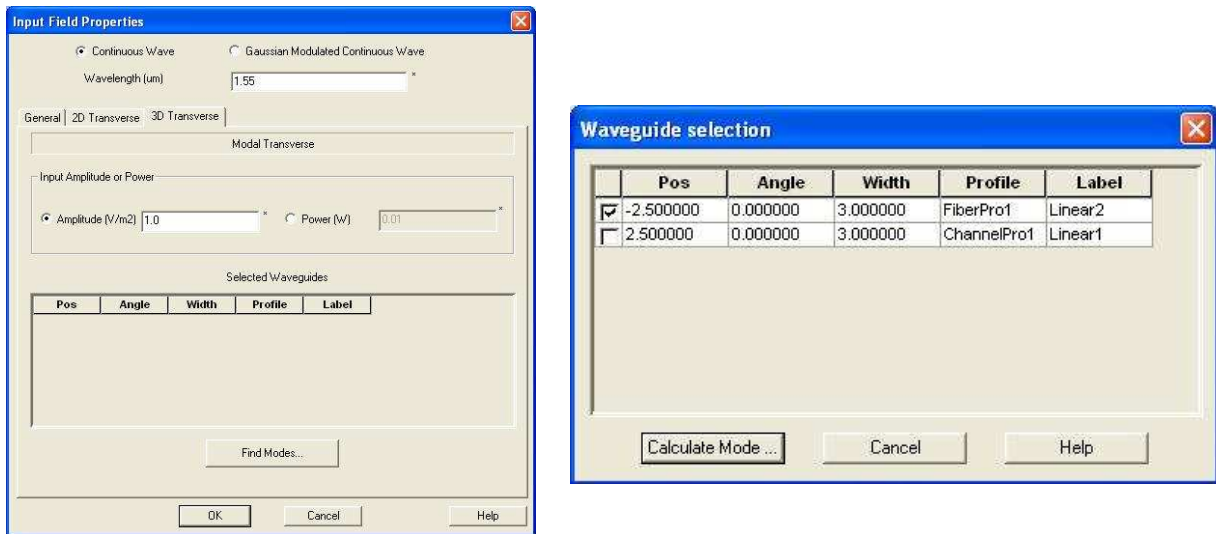 Input Field Properties
Continuous Wave Gaussian Modulated Continuous Wave
Wavelength (um) 1.55 *
General 2D Transverse 3D Transverse
Modal Transverse
Input Amplitude or Power
Amplitude (V/m2) 1.0 * Power (W) 0.01 *
Selected Waveguides
Pos Angle Width Profile Label
Find Modes...
OK Cancel Help
Waveguide selection
Pos Angle Width Profile Label
-2.500000 0.000000 3.000000 FiberPro1 Linear2
2.500000 0.000000 3.000000 ChannelPro1 Linear1
Calculate Mode ... Cancel Help